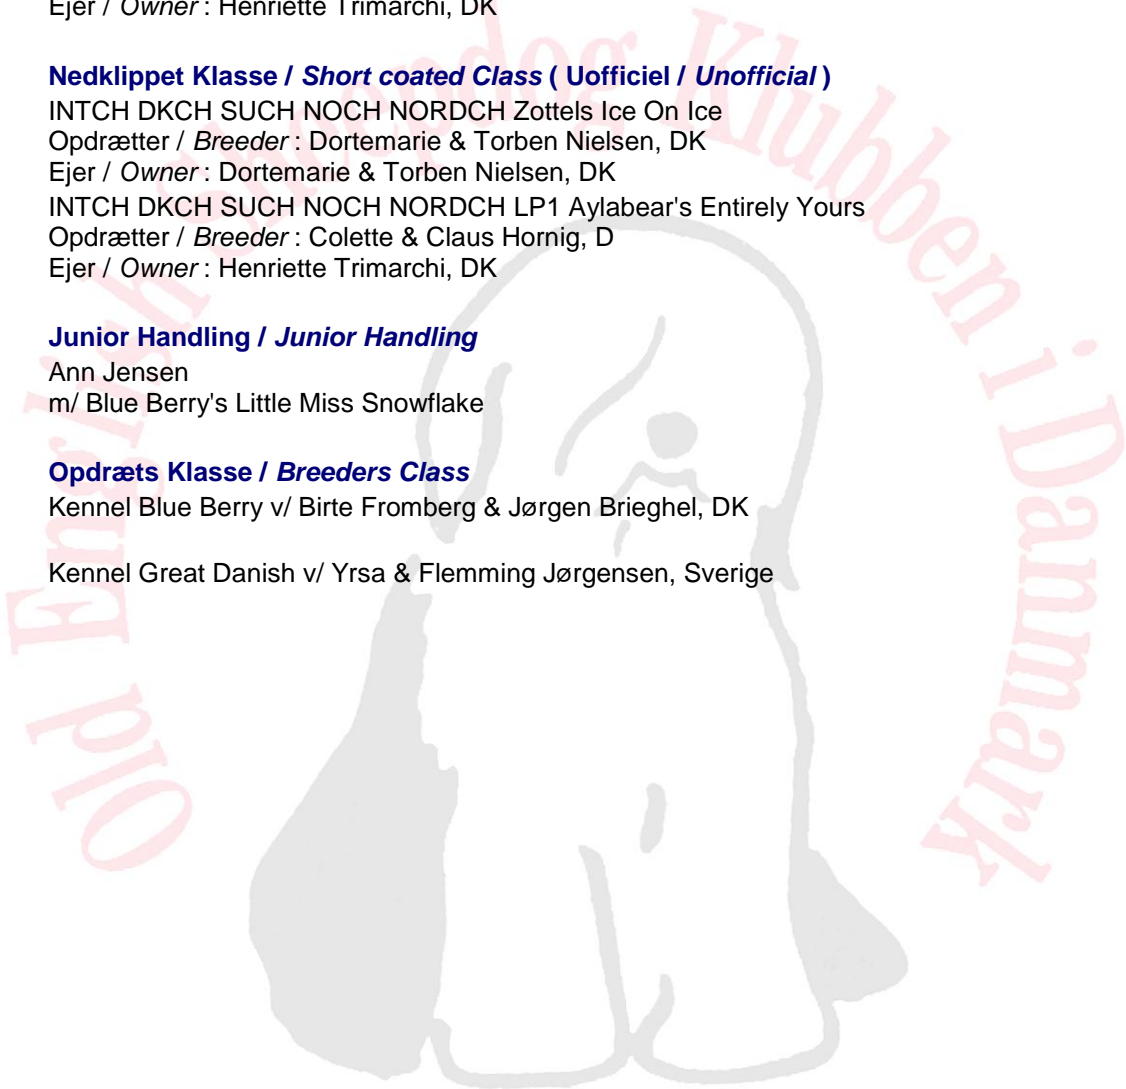 Ejer / Owner : Henriette Trimarchi, DK
Nedklippet Klasse / Short coated Class ( Uofficiel / Unofficial )
INTCH DKCH SUCH NOCH NORDCH Zottels Ice On Ice
Opdrætter / Breeder : Dortemarie & Torben Nielsen, DK
Ejer / Owner : Dortemarie & Torben Nielsen, DK
INTCH DKCH SUCH NOCH NORDCH LP1 Aylabear's Entirely Yours
Opdrætter / Breeder : Colette & Claus Hornig, D
Ejer / Owner : Henriette Trimarchi, DK
Junior Handling / Junior Handling
Ann Jensen
m/ Blue Berry's Little Miss Snowflake
Opdræts Klasse / Breeders Class
Kennel Blue Berry v/ Birte Fromberg & Jørgen Brieghel, DK
Kennel Great Danish v/ Yrsa & Flemming Jørgensen, Sverige
Old English Sheepdog Klubben i Danmark